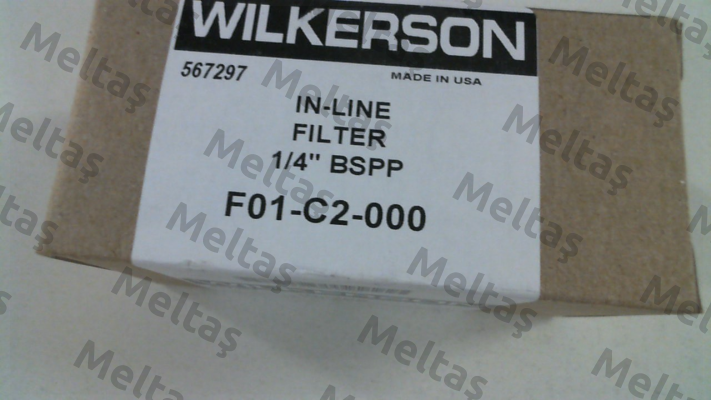 WILKERSON
567297
MADE IN USA
IN-LINE
FILTER
1/4" BSPP
F01-C2-000
Meltaş